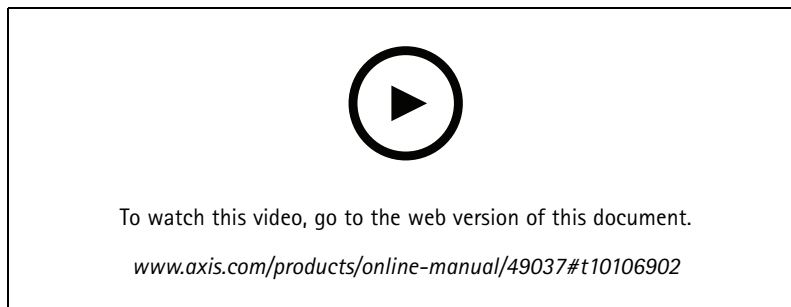 To watch this video, go to the web version of this document.
www.axis.com/products/online-manual/49037#t10106902